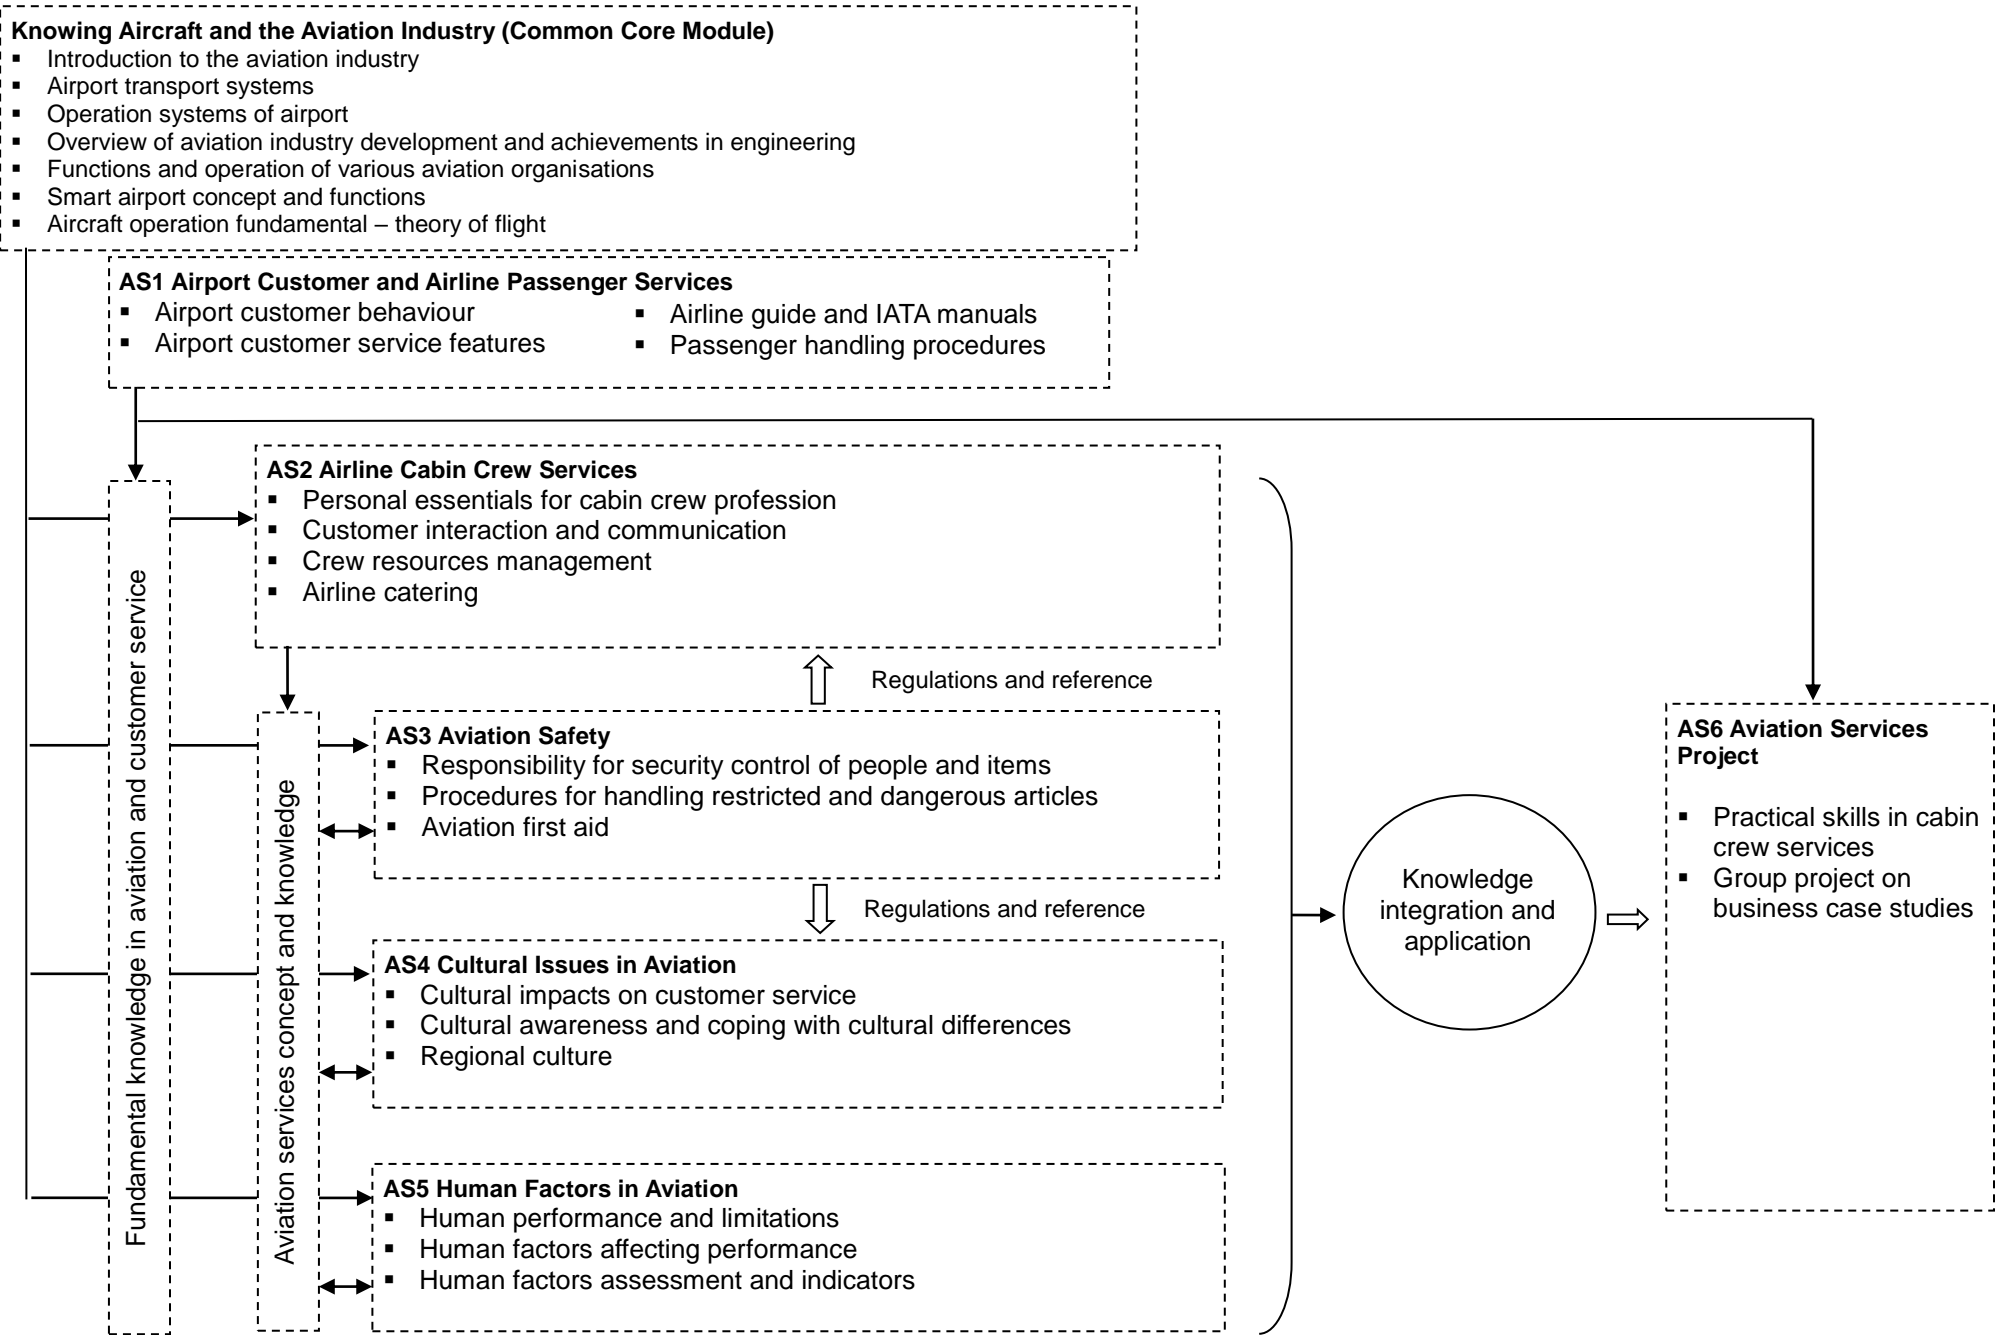 Knowing Aircraft and the Aviation Industry (Common Core Module)
▪ Introduction to the aviation industry
▪ Airport transport systems
▪ Operation systems of airport
▪ Overview of aviation industry development and achievements in engineering
▪ Functions and operation of various aviation organisations
▪ Smart airport concept and functions
▪ Aircraft operation fundamental – theory of flight
AS1 Airport Customer and Airline Passenger Services
▪ Airport customer behaviour
▪ Airport customer service features
▪ Airline guide and IATA manuals
▪ Passenger handling procedures
Fundamental knowledge in aviation and customer service
AS2 Airline Cabin Crew Services
▪ Personal essentials for cabin crew profession
▪ Customer interaction and communication
▪ Crew resources management
▪ Airline catering
Regulations and reference
Aviation services concept and knowledge
AS3 Aviation Safety
▪ Responsibility for security control of people and items
▪ Procedures for handling restricted and dangerous articles
▪ Aviation first aid
Regulations and reference
AS4 Cultural Issues in Aviation
▪ Cultural impacts on customer service
▪ Cultural awareness and coping with cultural differences
▪ Regional culture
AS5 Human Factors in Aviation
▪ Human performance and limitations
▪ Human factors affecting performance
▪ Human factors assessment and indicators
Knowledge
integration and
application
AS6 Aviation Services
Project
▪ Practical skills in cabin
crew services
▪ Group project on
business case studies